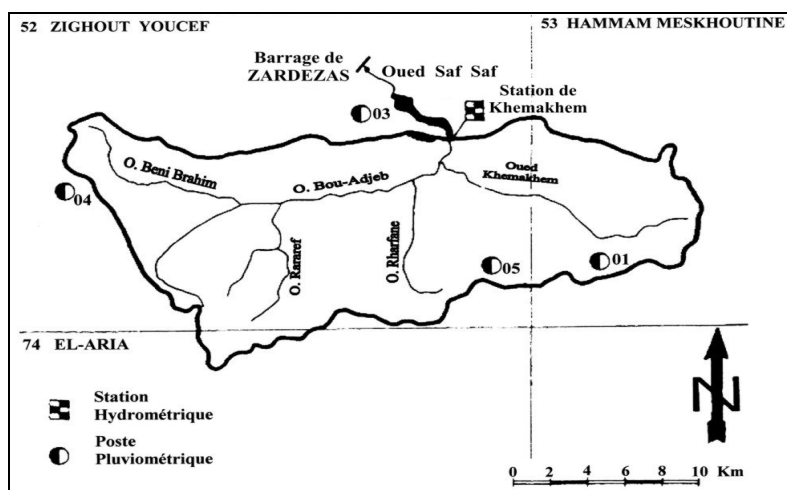 52 ZIGHOUT YOUCEF
53 HAMMAM MESKHOUTINE
Barrage de
ZARDEZAS
Oued Saf Saf
Station de
Khemakhem
03
O. Beni Brahim
O. Bou-Adjeb
Oued
Khemakhem
04
O. Rararef
O. Rharfane
05
01
74 EL-ARIA
Station
Hydrométrique
Poste
Pluviométrique
N
0 2 4 6 8 10 Km